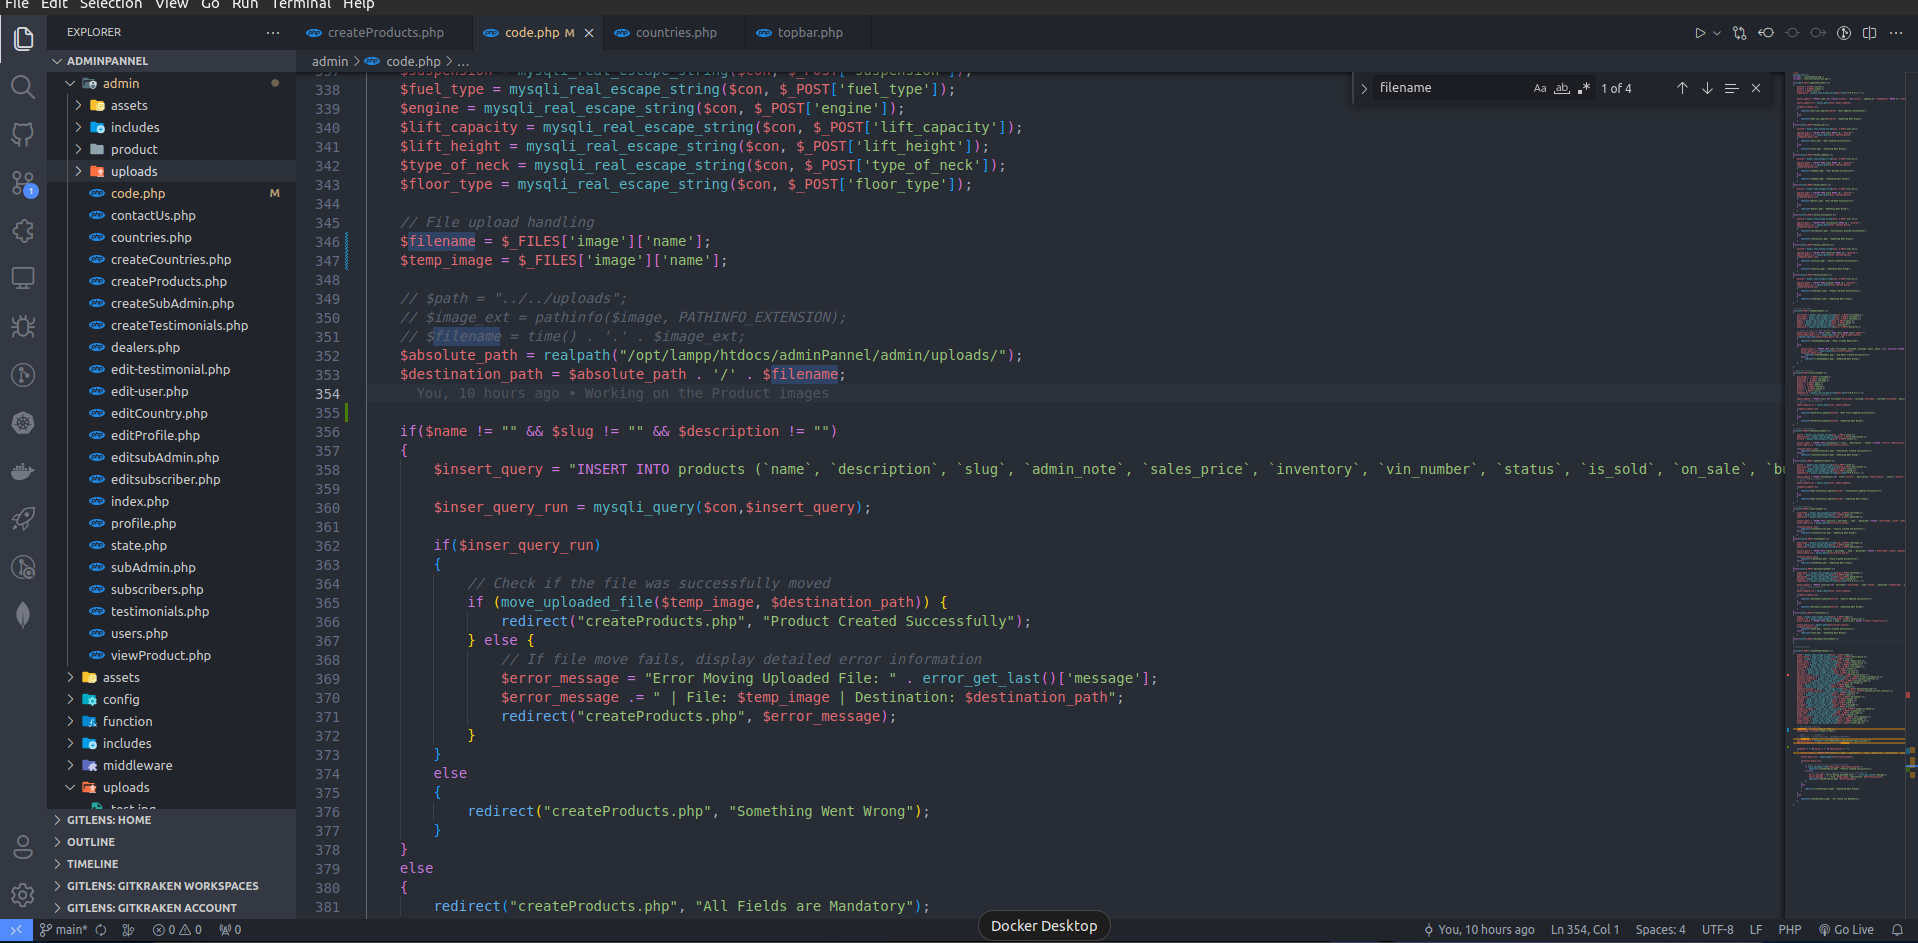 File Edit Selection View Go Run Terminal Help
EXPLORER
createProducts.php
code.php M
countries.php
topbar.php
ADMINPANNEL
admin
assets
includes
product
uploads
code.php M
contactUs.php
countries.php
createCountries.php
createProducts.php
createSubAdmin.php
createTestimonials.php
dealers.php
edit-testimonial.php
edit-user.php
editCountry.php
editProfile.php
editsubAdmin.php
editsubscriber.php
index.php
profile.php
state.php
subAdmin.php
subscribers.php
testimonials.php
users.php
viewProduct.php
assets
config
function
includes
middleware
uploads
GITLENS: HOME
OUTLINE
TIMELINE
GITLENS: GITKRAKEN WORKSPACES
GITLENS: GITKRAKEN ACCOUNT
1
admin > code.php > ...
filename Aa ab 1 of 4
337 $suspension = mysqli_real_escape_string($con, $_POST['suspension']);
338 $fuel_type = mysqli_real_escape_string($con, $_POST['fuel_type']);
339 $engine = mysqli_real_escape_string($con, $_POST['engine']);
340 $lift_capacity = mysqli_real_escape_string($con, $_POST['lift_capacity']);
341 $lift_height = mysqli_real_escape_string($con, $_POST['lift_height']);
342 $type_of_neck = mysqli_real_escape_string($con, $_POST['type_of_neck']);
343 $floor_type = mysqli_real_escape_string($con, $_POST['floor_type']);
344
345 // File upload handling
346 $filename = $_FILES['image']['name'];
347 $temp_image = $_FILES['image']['name'];
348
349 // $path = "../../uploads";
350 // $image_ext = pathinfo($image, PATHINFO_EXTENSION);
351 // $filename = time() . '.' . $image_ext;
352 $absolute_path = realpath("/opt/lampp/htdocs/adminPannel/admin/uploads/");
353 $destination_path = $absolute_path . '/' . $filename;
354 You, 10 hours ago • Working on the Product images
355
356 if($name != "" && $slug != "" && $description != "")
357 {
358 $insert_query = "INSERT INTO products (`name`, `description`, `slug`, `admin_note`, `sales_price`, `inventory`, `vin_number`, `status`, `is_sold`, `on_sale`, `bu
359
360 $inser_query_run = mysqli_query($con,$insert_query);
361
362 if($inser_query_run)
363 {
364 // Check if the file was successfully moved
365 if (move_uploaded_file($temp_image, $destination_path)) {
366 redirect("createProducts.php", "Product Created Successfully");
367 } else {
368 // If file move fails, display detailed error information
369 $error_message = "Error Moving Uploaded File: " . error_get_last()['message'];
370 $error_message .= " | File: $temp_image | Destination: $destination_path";
371 redirect("createProducts.php", $error_message);
372 }
373 }
374 else
375 {
376 redirect("createProducts.php", "Something Went Wrong");
377 }
378 }
379 else
380 {
381 redirect("createProducts.php", "All Fields are Mandatory");
main* 0 0 0
Docker Desktop
You, 10 hours ago Ln 354, Col 1 Spaces: 4 UTF-8 LF PHP Go Live